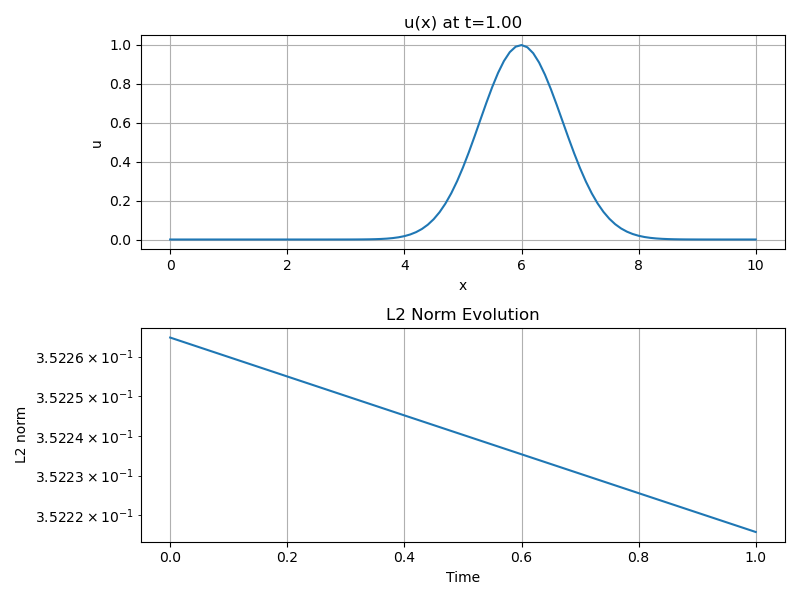 u(x) at t=1.00
1.0
0.8
0.6
0.4
0.2
0.0
u
0 2 4 6 8 10
x
L2 Norm Evolution
3.5226 × 10⁻¹
3.5225 × 10⁻¹
3.5224 × 10⁻¹
3.5223 × 10⁻¹
3.5222 × 10⁻¹
L2 norm
0.0 0.2 0.4 0.6 0.8 1.0
Time